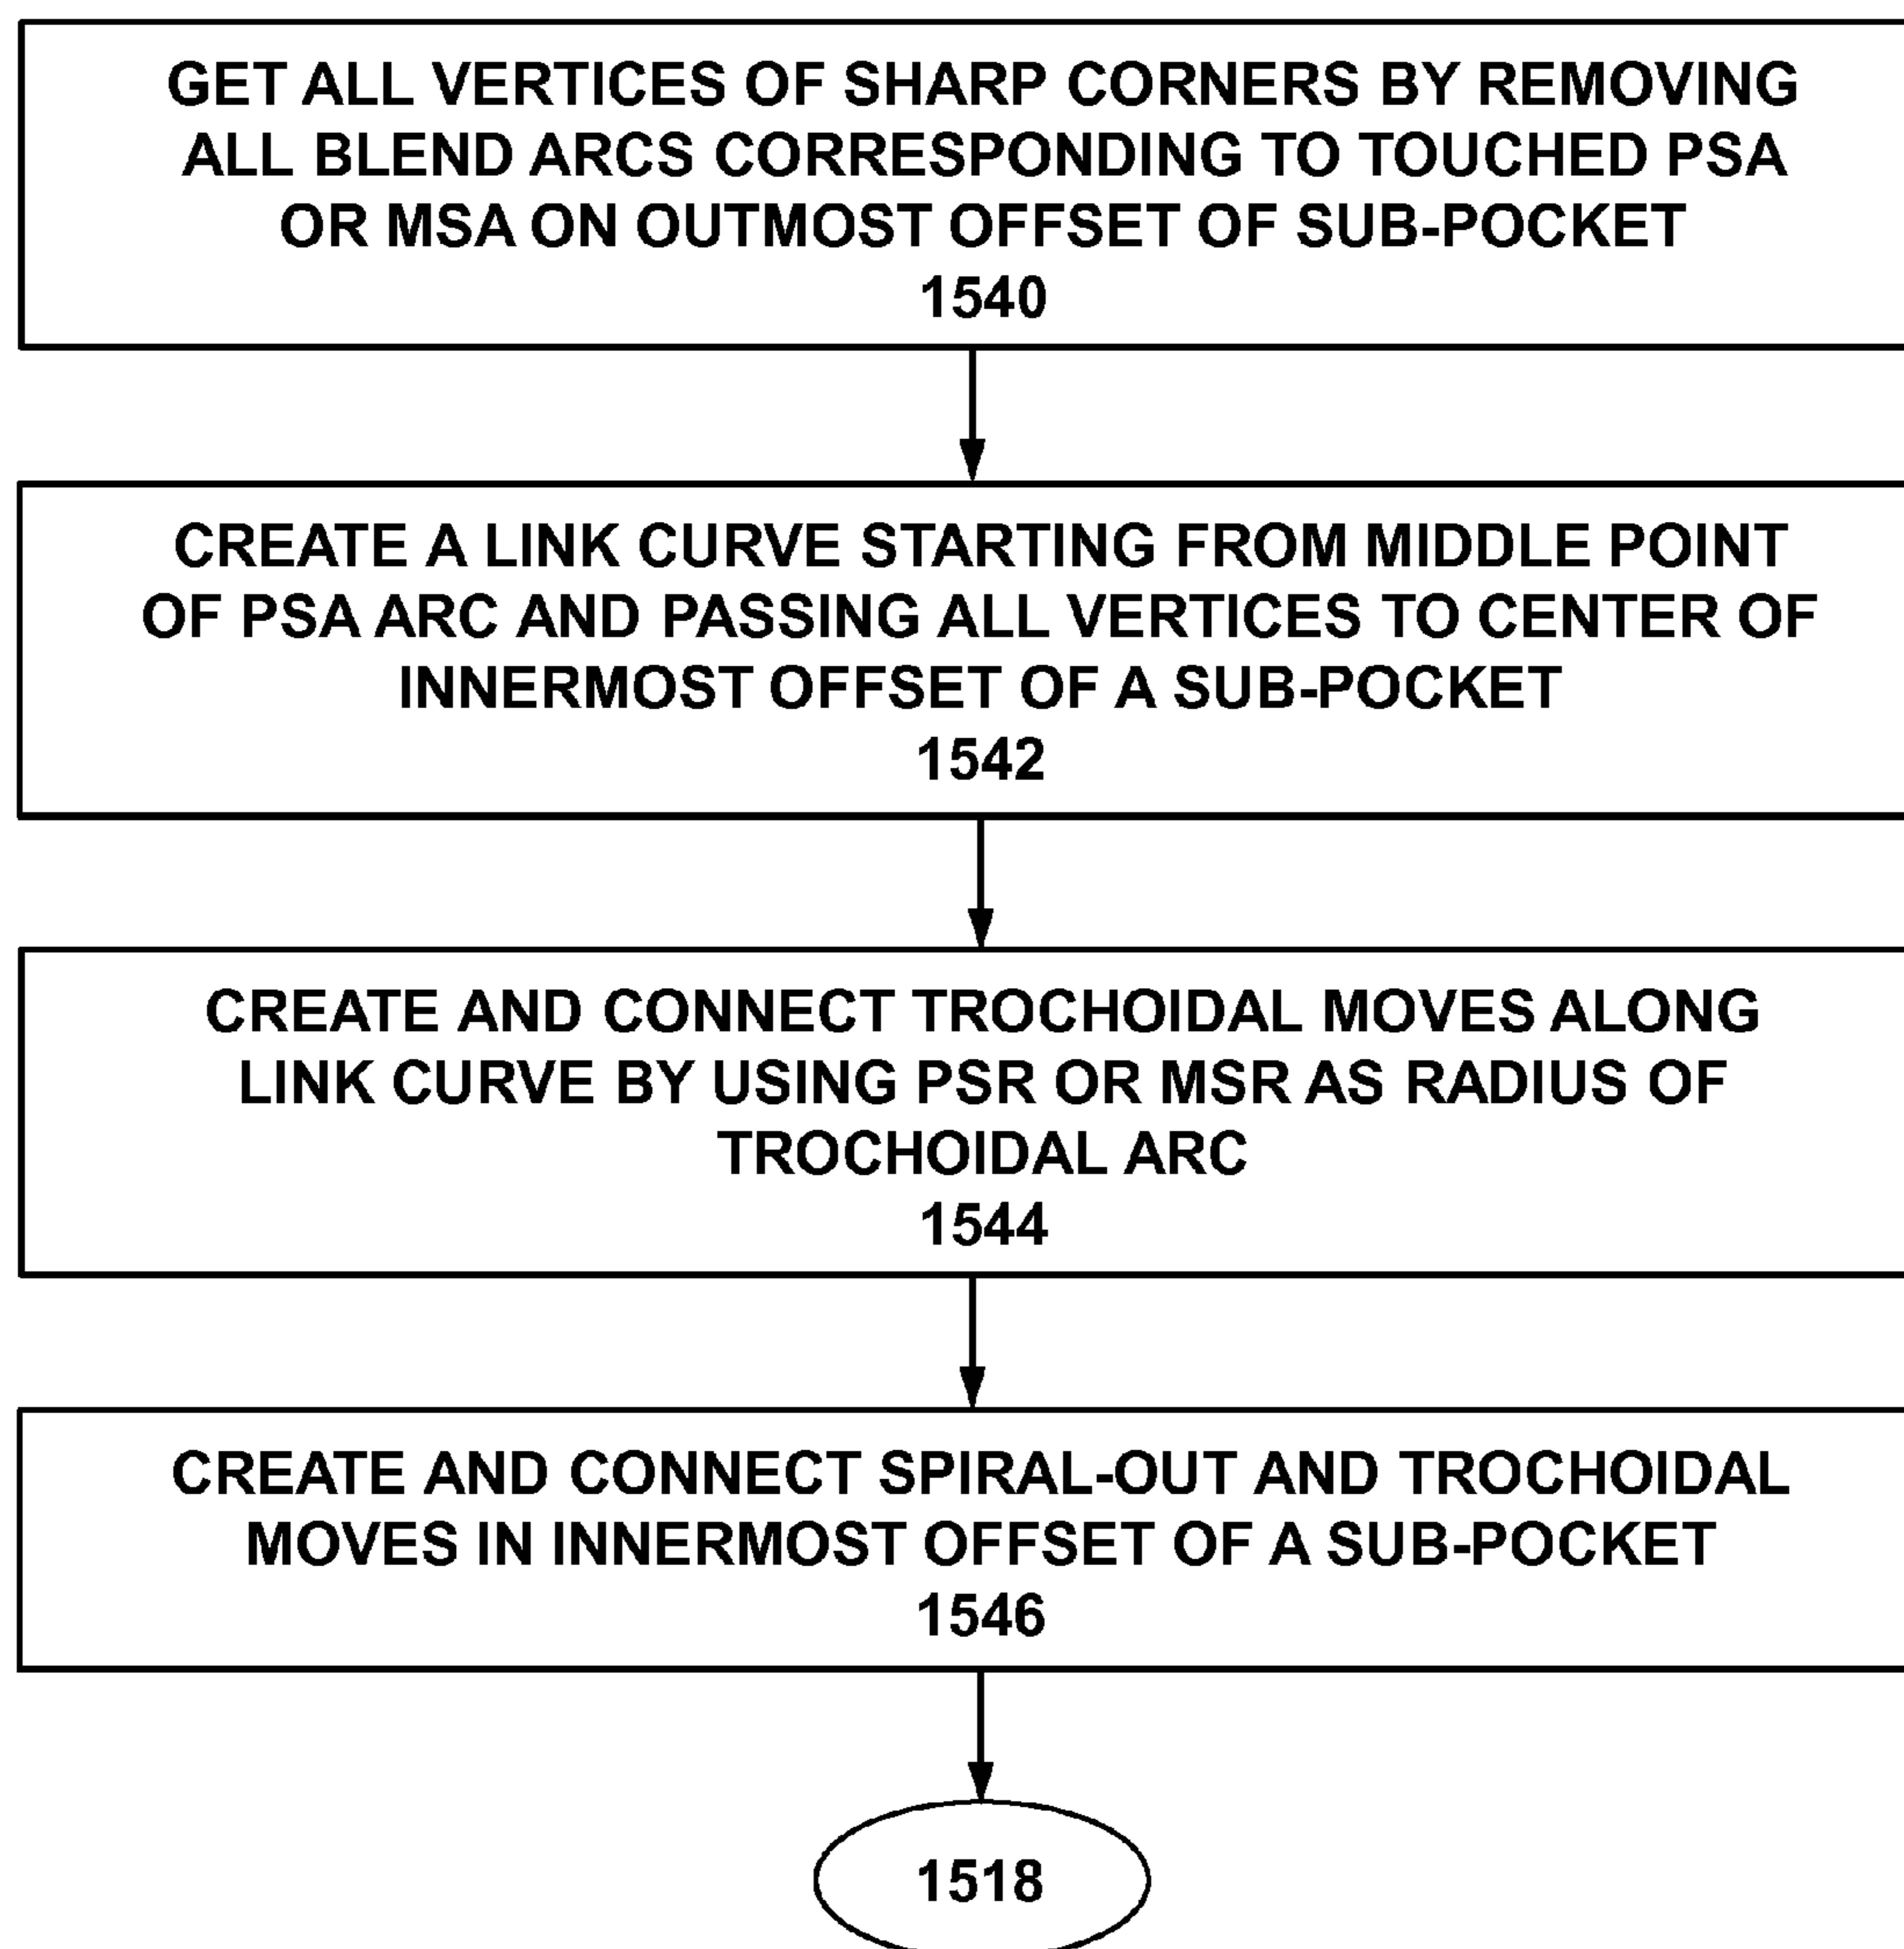 GET ALL VERTICES OF SHARP CORNERS BY REMOVING
ALL BLEND ARCS CORRESPONDING TO TOUCHED PSA
OR MSA ON OUTMOST OFFSET OF SUB-POCKET
1540
CREATE A LINK CURVE STARTING FROM MIDDLE POINT
OF PSA ARC AND PASSING ALL VERTICES TO CENTER OF
INNERMOST OFFSET OF A SUB-POCKET
1542
CREATE AND CONNECT TROCHOIDAL MOVES ALONG
LINK CURVE BY USING PSR OR MSR AS RADIUS OF
TROCHOIDAL ARC
1544
CREATE AND CONNECT SPIRAL-OUT AND TROCHOIDAL
MOVES IN INNERMOST OFFSET OF A SUB-POCKET
1546
1518